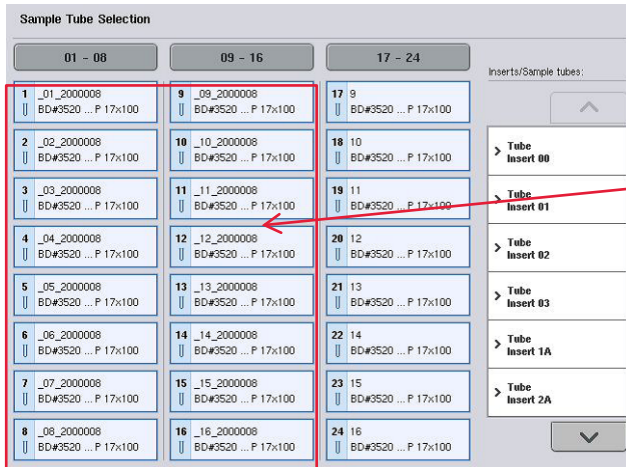 Sample Tube Selection
01 - 08
09 - 16
17 - 24
Inserts/Sample tubes:
1 _01_2000008
BD#3520 ... P 17x100
2 _02_2000008
BD#3520 ... P 17x100
3 _03_2000008
BD#3520 ... P 17x100
4 _04_2000008
BD#3520 ... P 17x100
5 _05_2000008
BD#3520 ... P 17x100
6 _06_2000008
BD#3520 ... P 17x100
7 _07_2000008
BD#3520 ... P 17x100
8 _08_2000008
BD#3520 ... P 17x100
9 _09_2000008
BD#3520 ... P 17x100
10 _10_2000008
BD#3520 ... P 17x100
11 _11_2000008
BD#3520 ... P 17x100
12 _12_2000008
BD#3520 ... P 17x100
13 _13_2000008
BD#3520 ... P 17x100
14 _14_2000008
BD#3520 ... P 17x100
15 _15_2000008
BD#3520 ... P 17x100
16 _16_2000008
BD#3520 ... P 17x100
17 9
BD#3520 ... P 17x100
18 10
BD#3520 ... P 17x100
19 11
BD#3520 ... P 17x100
20 12
BD#3520 ... P 17x100
21 13
BD#3520 ... P 17x100
22 14
BD#3520 ... P 17x100
23 15
BD#3520 ... P 17x100
24 16
BD#3520 ... P 17x100
> Tube
Insert 00
> Tube
Insert 01
> Tube
Insert 02
> Tube
Insert 03
> Tube
Insert 1A
> Tube
Insert 2A